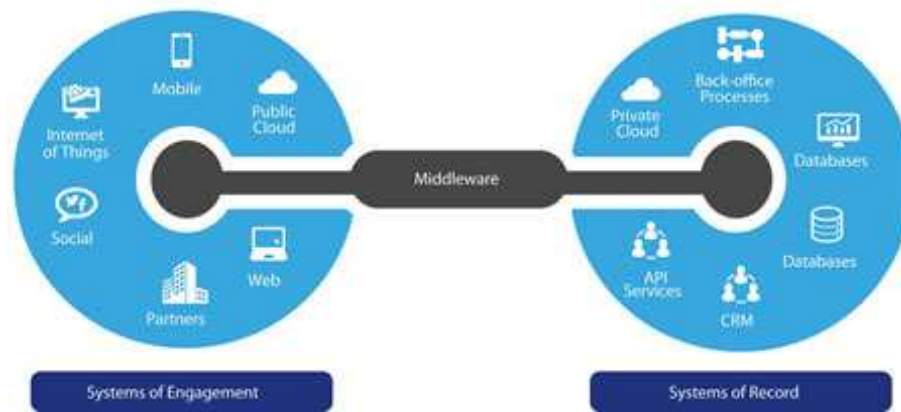 Mobile
Public
Cloud
Internet
of Things
Social
Partners
Web
Middleware
Back-office
Processes
Private
Cloud
Databases
Databases
API
Services
CRM
Systems of Engagement
Systems of Record